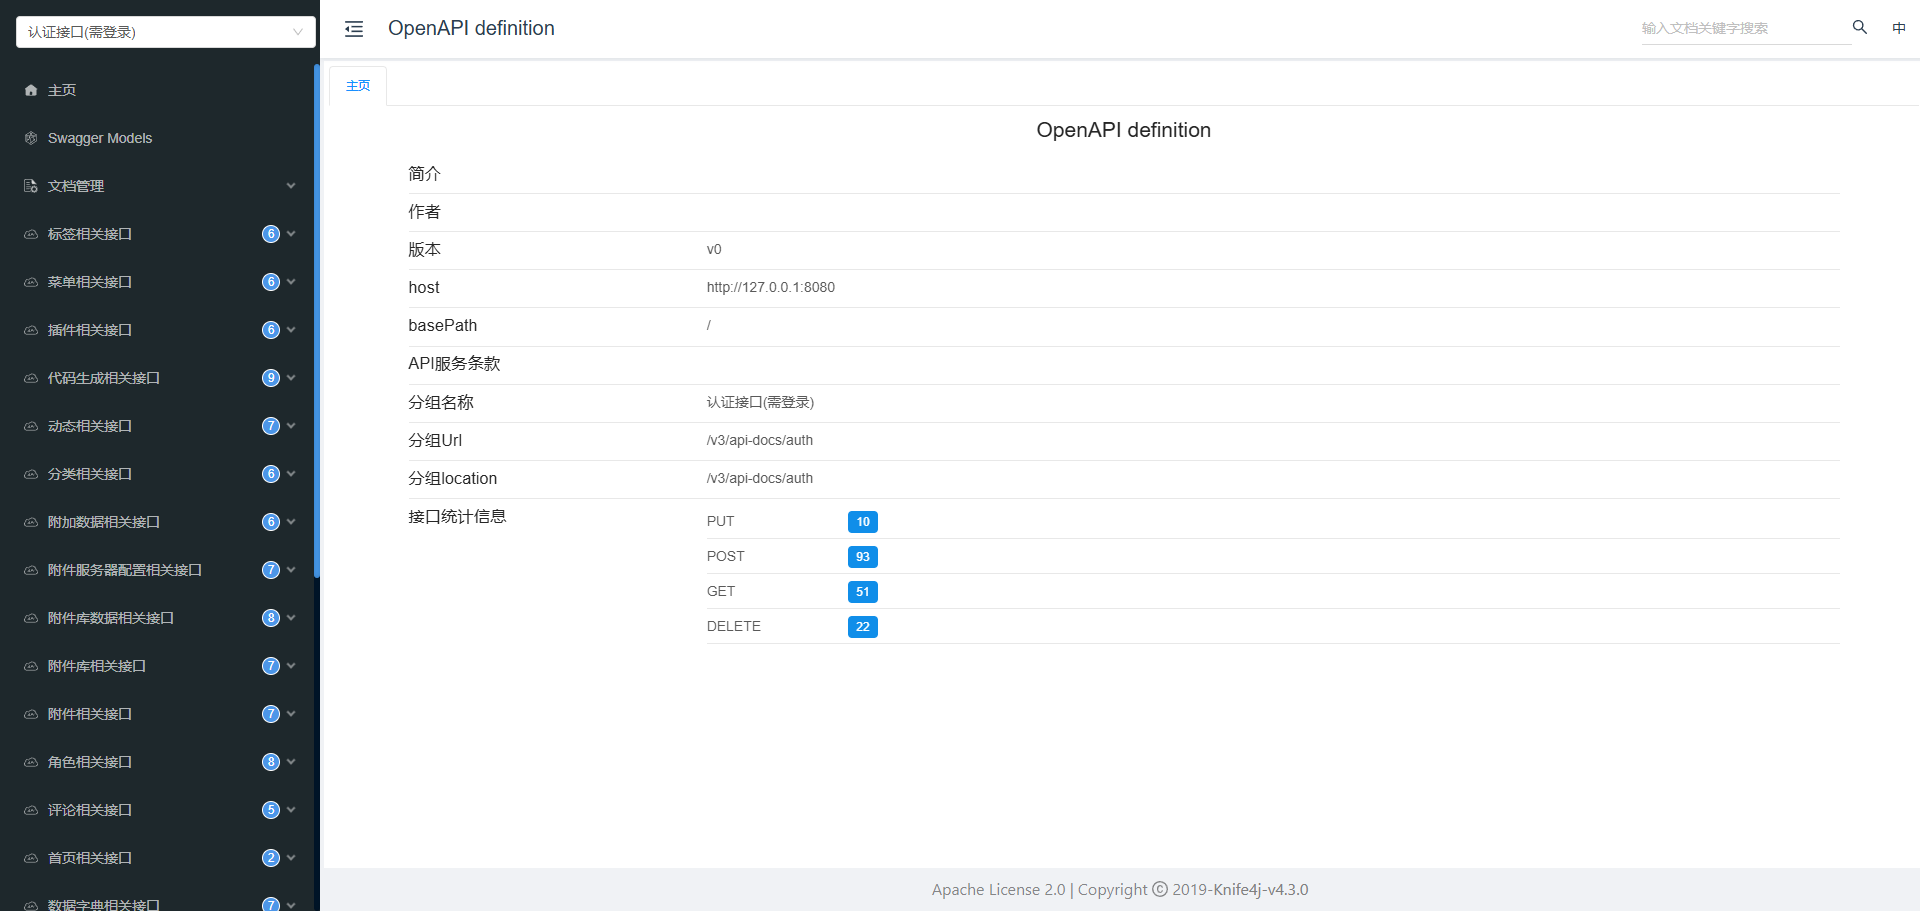 认证接口(需登录)
主页
Swagger Models
文档管理
标签相关接口 6
菜单相关接口 6
插件相关接口 6
代码生成相关接口 9
动态相关接口 7
分类相关接口 6
附加数据相关接口 6
附件服务器配置相关接口 7
附件库数据相关接口 8
附件库相关接口 7
附件相关接口 7
角色相关接口 8
评论相关接口 5
首页相关接口 2
数据字典相关接口 7
OpenAPI definition
输入文档关键字搜索
中
主页
OpenAPI definition
简介
作者
版本 v0
host http://127.0.0.1:8080
basePath /
API服务条款
分组名称 认证接口(需登录)
分组Url /v3/api-docs/auth
分组location /v3/api-docs/auth
接口统计信息
PUT 10
POST 93
GET 51
DELETE 22
Apache License 2.0 | Copyright © 2019-Knife4j-v4.3.0